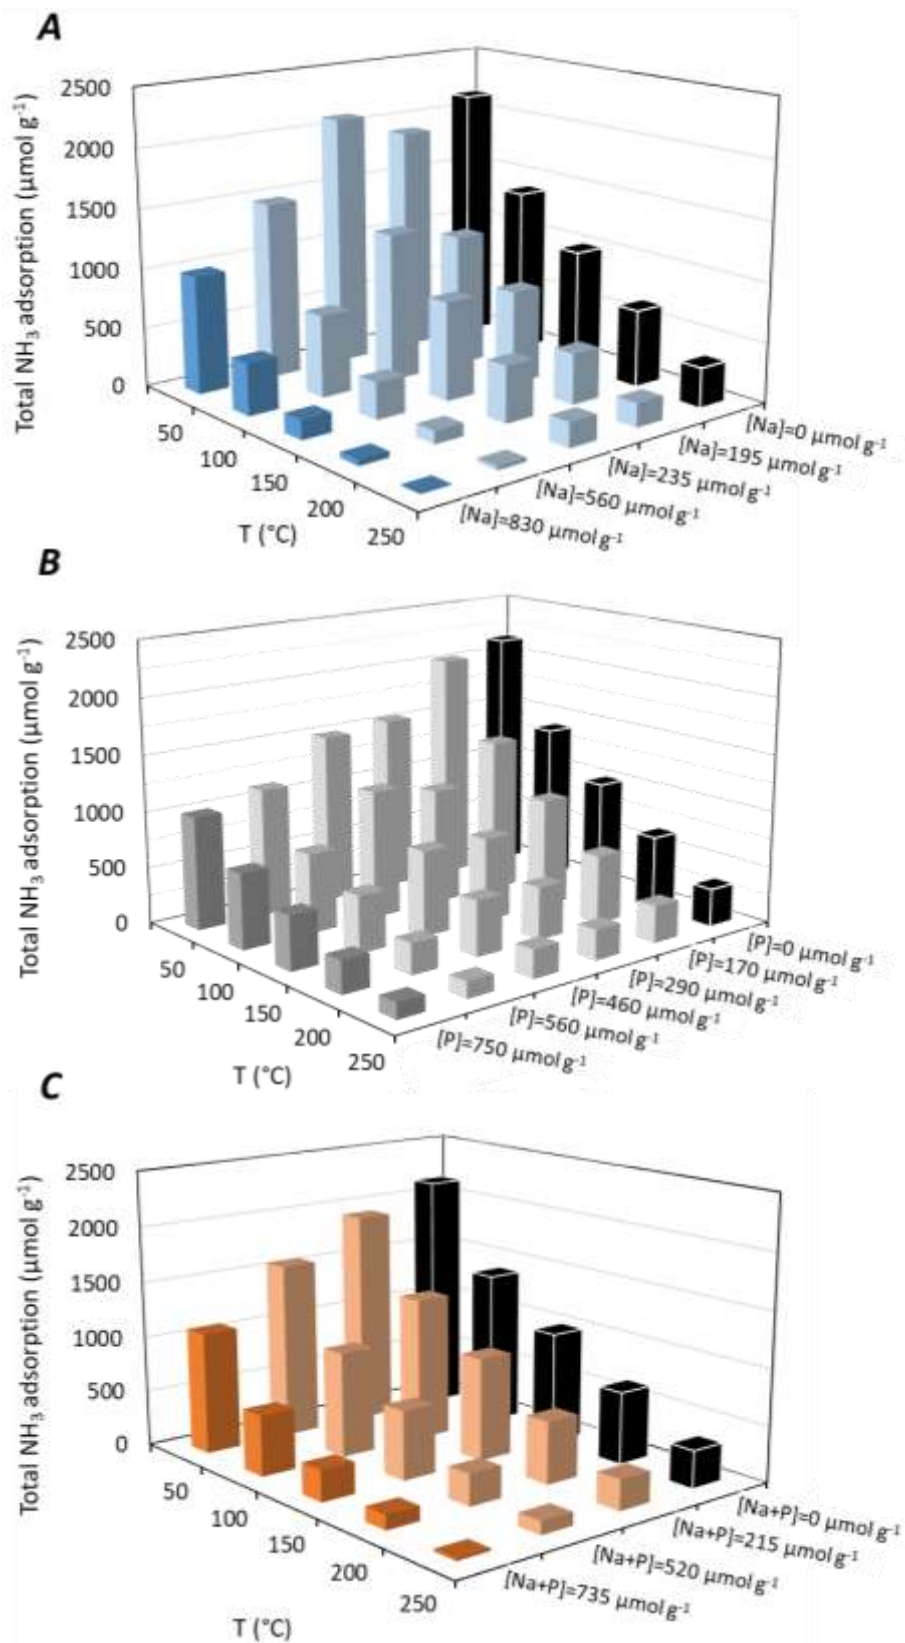 A
Total NH₃ adsorption (μmol g⁻¹)
2500
2000
1500
1000
500
0
50
100
150
200
250
T (°C)
[Na]=0 μmol g⁻¹
[Na]=195 μmol g⁻¹
[Na]=235 μmol g⁻¹
[Na]=560 μmol g⁻¹
[Na]=830 μmol g⁻¹
B
Total NH₃ adsorption (μmol g⁻¹)
2500
2000
1500
1000
500
0
50
100
150
200
250
T (°C)
[P]=0 μmol g⁻¹
[P]=170 μmol g⁻¹
[P]=290 μmol g⁻¹
[P]=460 μmol g⁻¹
[P]=560 μmol g⁻¹
[P]=750 μmol g⁻¹
C
Total NH₃ adsorption (μmol g⁻¹)
2500
2000
1500
1000
500
0
50
100
150
200
250
T (°C)
[Na+P]=0 μmol g⁻¹
[Na+P]=215 μmol g⁻¹
[Na+P]=520 μmol g⁻¹
[Na+P]=735 μmol g⁻¹